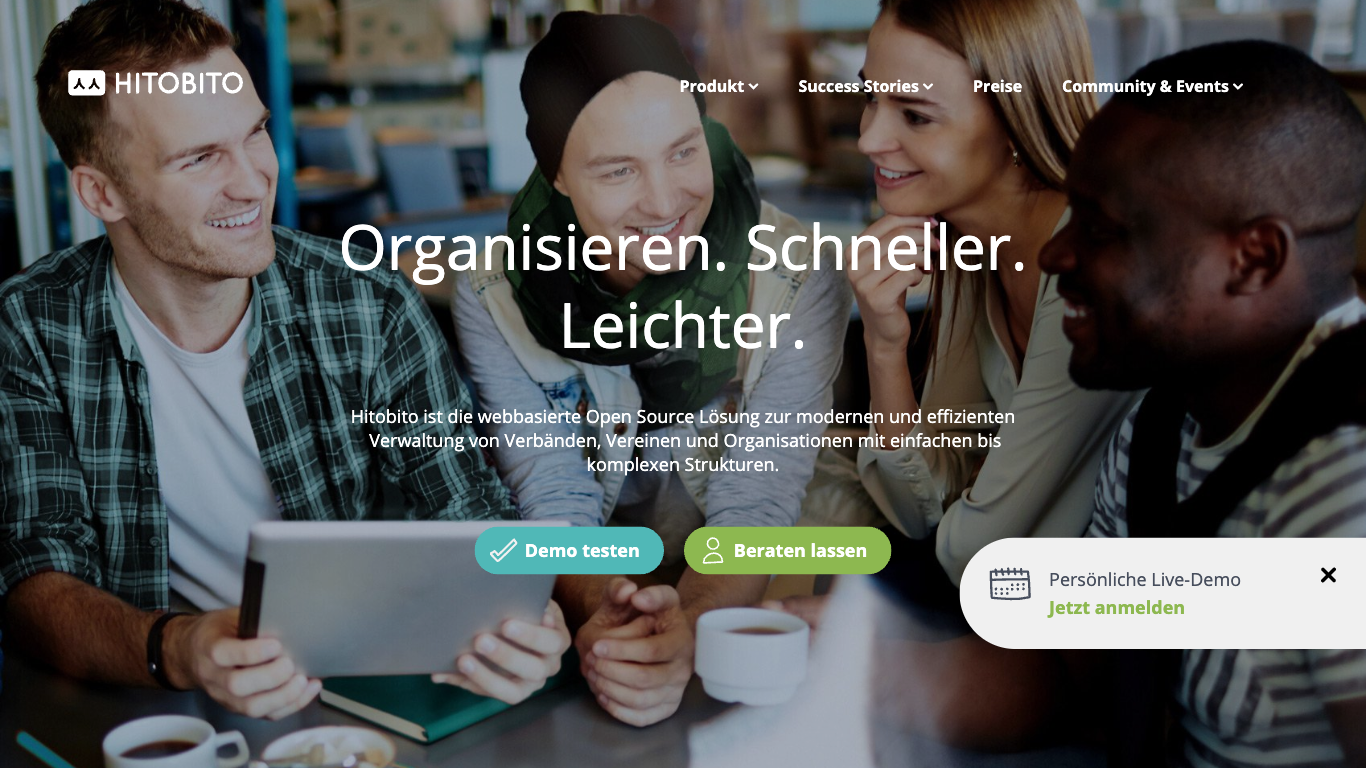 HITOBITO
Produkt
Success Stories
Preise
Community & Events
Organisieren. Schneller.
Leichter.
Hitobito ist die webbasierte Open Source Lösung zur modernen und effizienten
Verwaltung von Verbänden, Vereinen und Organisationen mit einfachen bis
komplexen Strukturen.
Demo testen
Beraten lassen
Persönliche Live-Demo
Jetzt anmelden